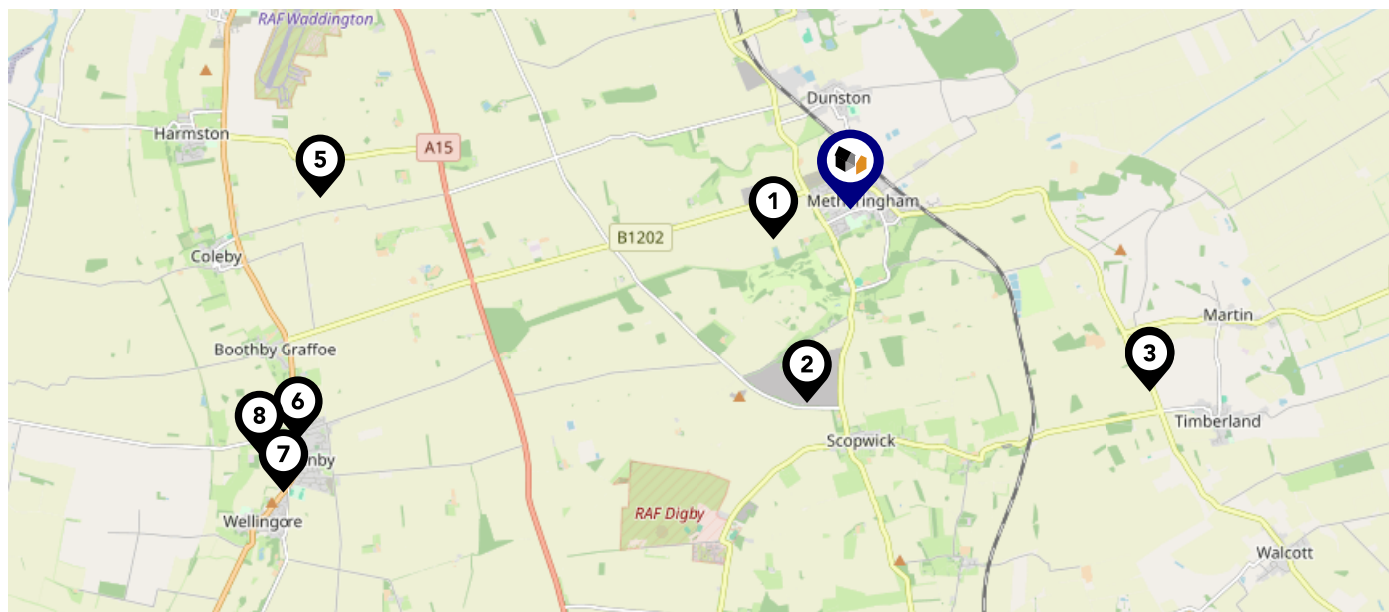 RAF Waddington
Dunston
Harmston
A15
5
1
Metheringham
B1202
Coleby
Martin
Boothby Graffoe
3
2
6
8
Timberland
Scopwick
7
nby
RAF Digby
Wellingore
Walcott